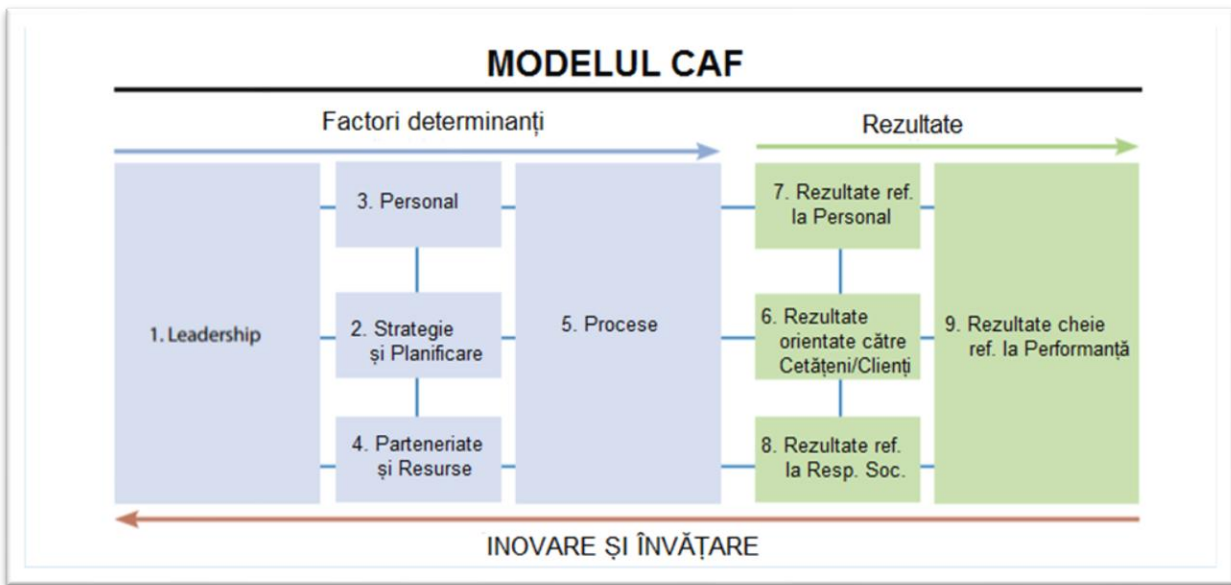 MODELUL CAF
Factori determinanți
Rezultate
1. Leadership
3. Personal
2. Strategie
și Planificare
4. Parteneriate
și Resurse
5. Procese
7. Rezultate ref.
la Personal
6. Rezultate
orientate către
Cetățeni/Clienți
8. Rezultate ref.
la Resp. Soc.
9. Rezultate cheie
ref. la Performanță
INOVARE ȘI ÎNVĂȚARE